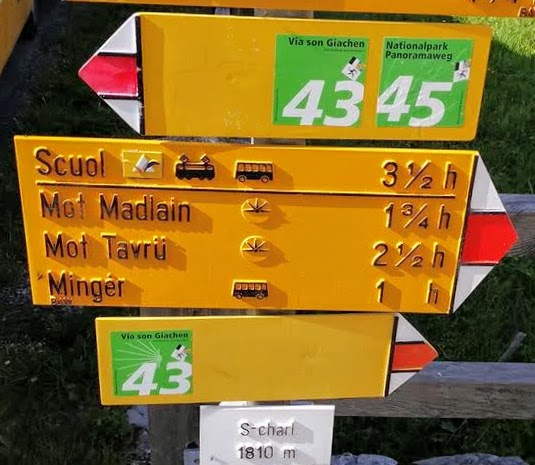 Via son Giachen
43
Nationalpark
Panoramaweg
45
Scuol 3½ h
Mot Madlain 1¾ h
Mot Tavrü 2½ h
Mingèr 1 h
Via son Giachen
43
S-charl
1810 m